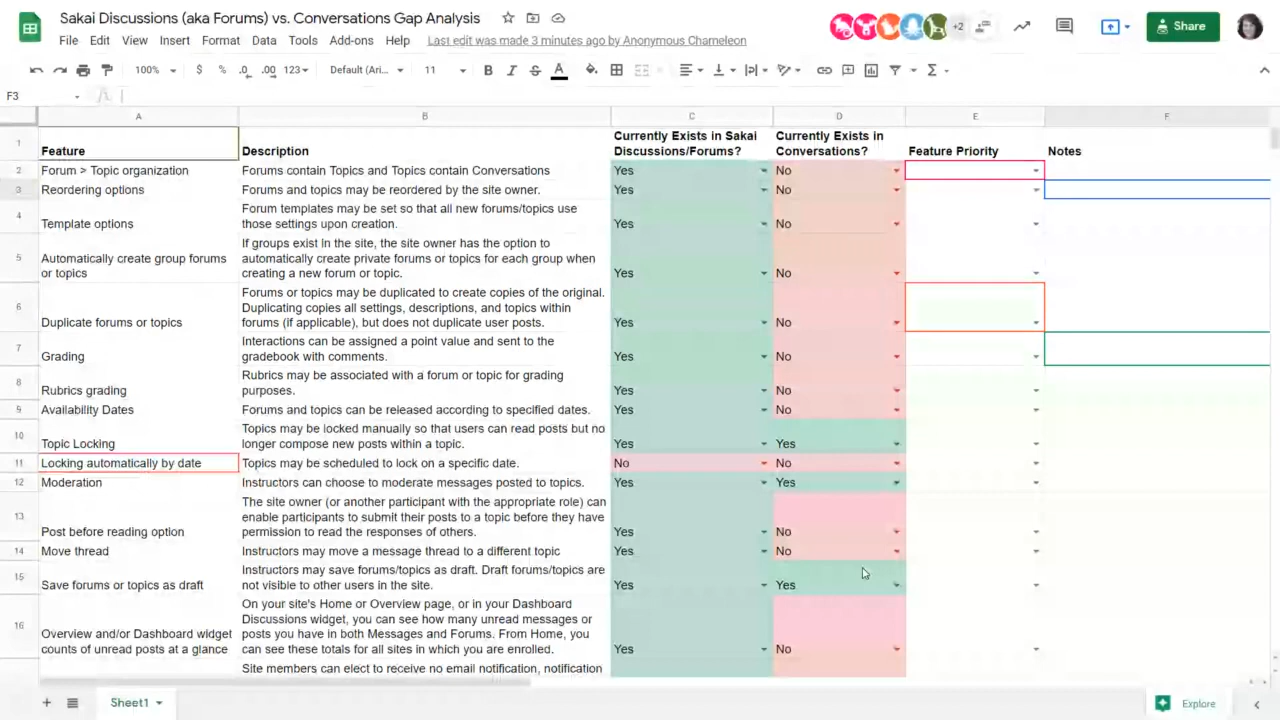 Sakai Discussions (aka Forums) vs. Conversations Gap Analysis
+2
Share
File Edit View Insert Format Data Tools Add-ons Help Last edit was made 3 minutes ago by Anonymous Chameleon
100% $ % .0 .00 123 Default (Ari... 11 B I S A
F3
A B C D E F
1 Feature Description Currently Exists in Sakai Discussions/Forums? Currently Exists in Conversations? Feature Priority Notes
2 Forum > Topic organization Forums contain Topics and Topics contain Conversations Yes No
3 Reordering options Forums and topics may be reordered by the site owner. Yes No
4 Template options Forum templates may be set so that all new forums/topics use
those settings upon creation. Yes No
5 Automatically create group forums
or topics If groups exist in the site, the site owner has the option to
automatically create private forums or topics for each group when
creating a new forum or topic. Yes No
6 Duplicate forums or topics Forums or topics may be duplicated to create copies of the original.
Duplicating copies all settings, descriptions, and topics within
forums (if applicable), but does not duplicate user posts. Yes No
7 Grading Interactions can be assigned a point value and sent to the
gradebook with comments. Yes No
8 Rubrics grading Rubrics may be associated with a forum or topic for grading
purposes. Yes No
9 Availability Dates Forums and topics can be released according to specified dates. Yes No
10 Topic Locking Topics may be locked manually so that users can read posts but no
longer compose new posts within a topic. Yes Yes
11 Locking automatically by date Topics may be scheduled to lock on a specific date. No No
12 Moderation Instructors can choose to moderate messages posted to topics. Yes Yes
13 Post before reading option The site owner (or another participant with the appropriate role) can
enable participants to submit their posts to a topic before they have
permission to read the responses of others. Yes No
14 Move thread Instructors may move a message thread to a different topic Yes No
15 Save forums or topics as draft Instructors may save forums/topics as draft. Draft forums/topics are
not visible to other users in the site. Yes Yes
16 Overview and/or Dashboard widget
counts of unread posts at a glance On your site's Home or Overview page, or in your Dashboard
Discussions widget, you can see how many unread messages or
posts you have in both Messages and Forums. From Home, you
can see these totals for all sites in which you are enrolled. Yes No
Site members can elect to receive no email notification, notification
Sheet1 Explore